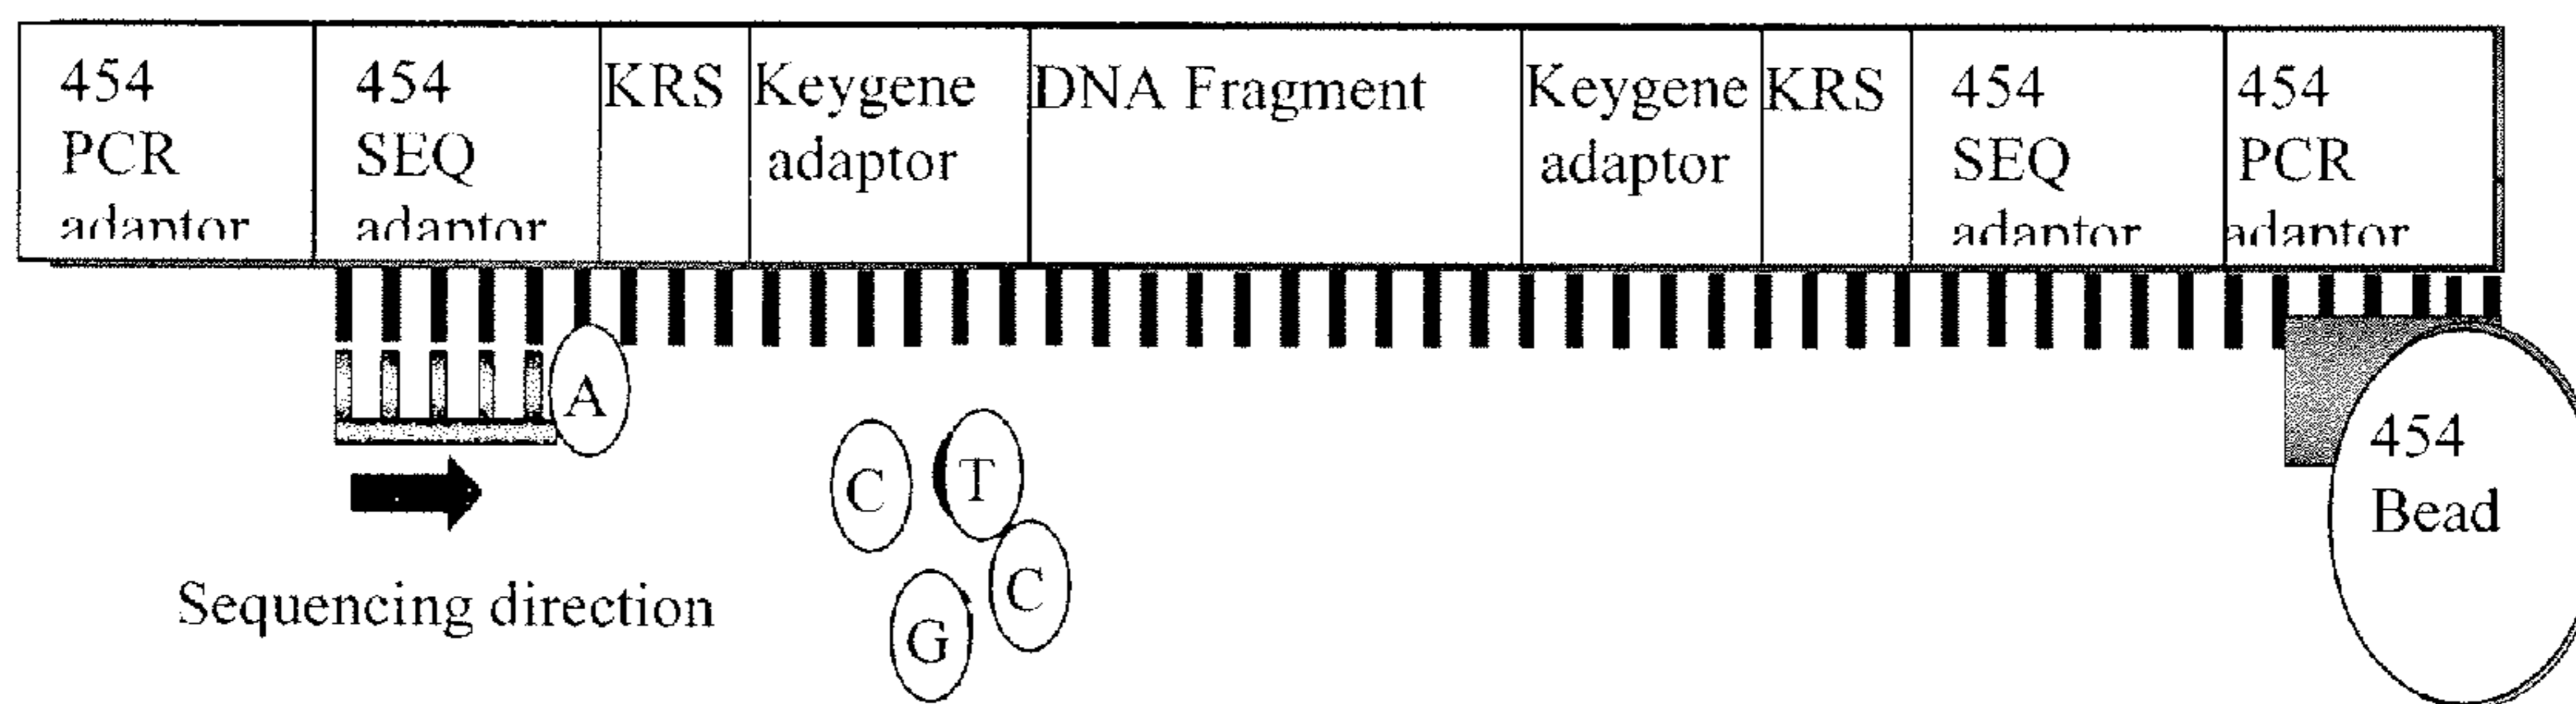 454
PCR
adaptor
454
SEQ
adaptor
KRS
Keygene
adaptor
DNA Fragment
Keygene
adaptor
KRS
454
SEQ
adaptor
454
PCR
adaptor
A
C
T
C
G
454
Bead
Sequencing direction